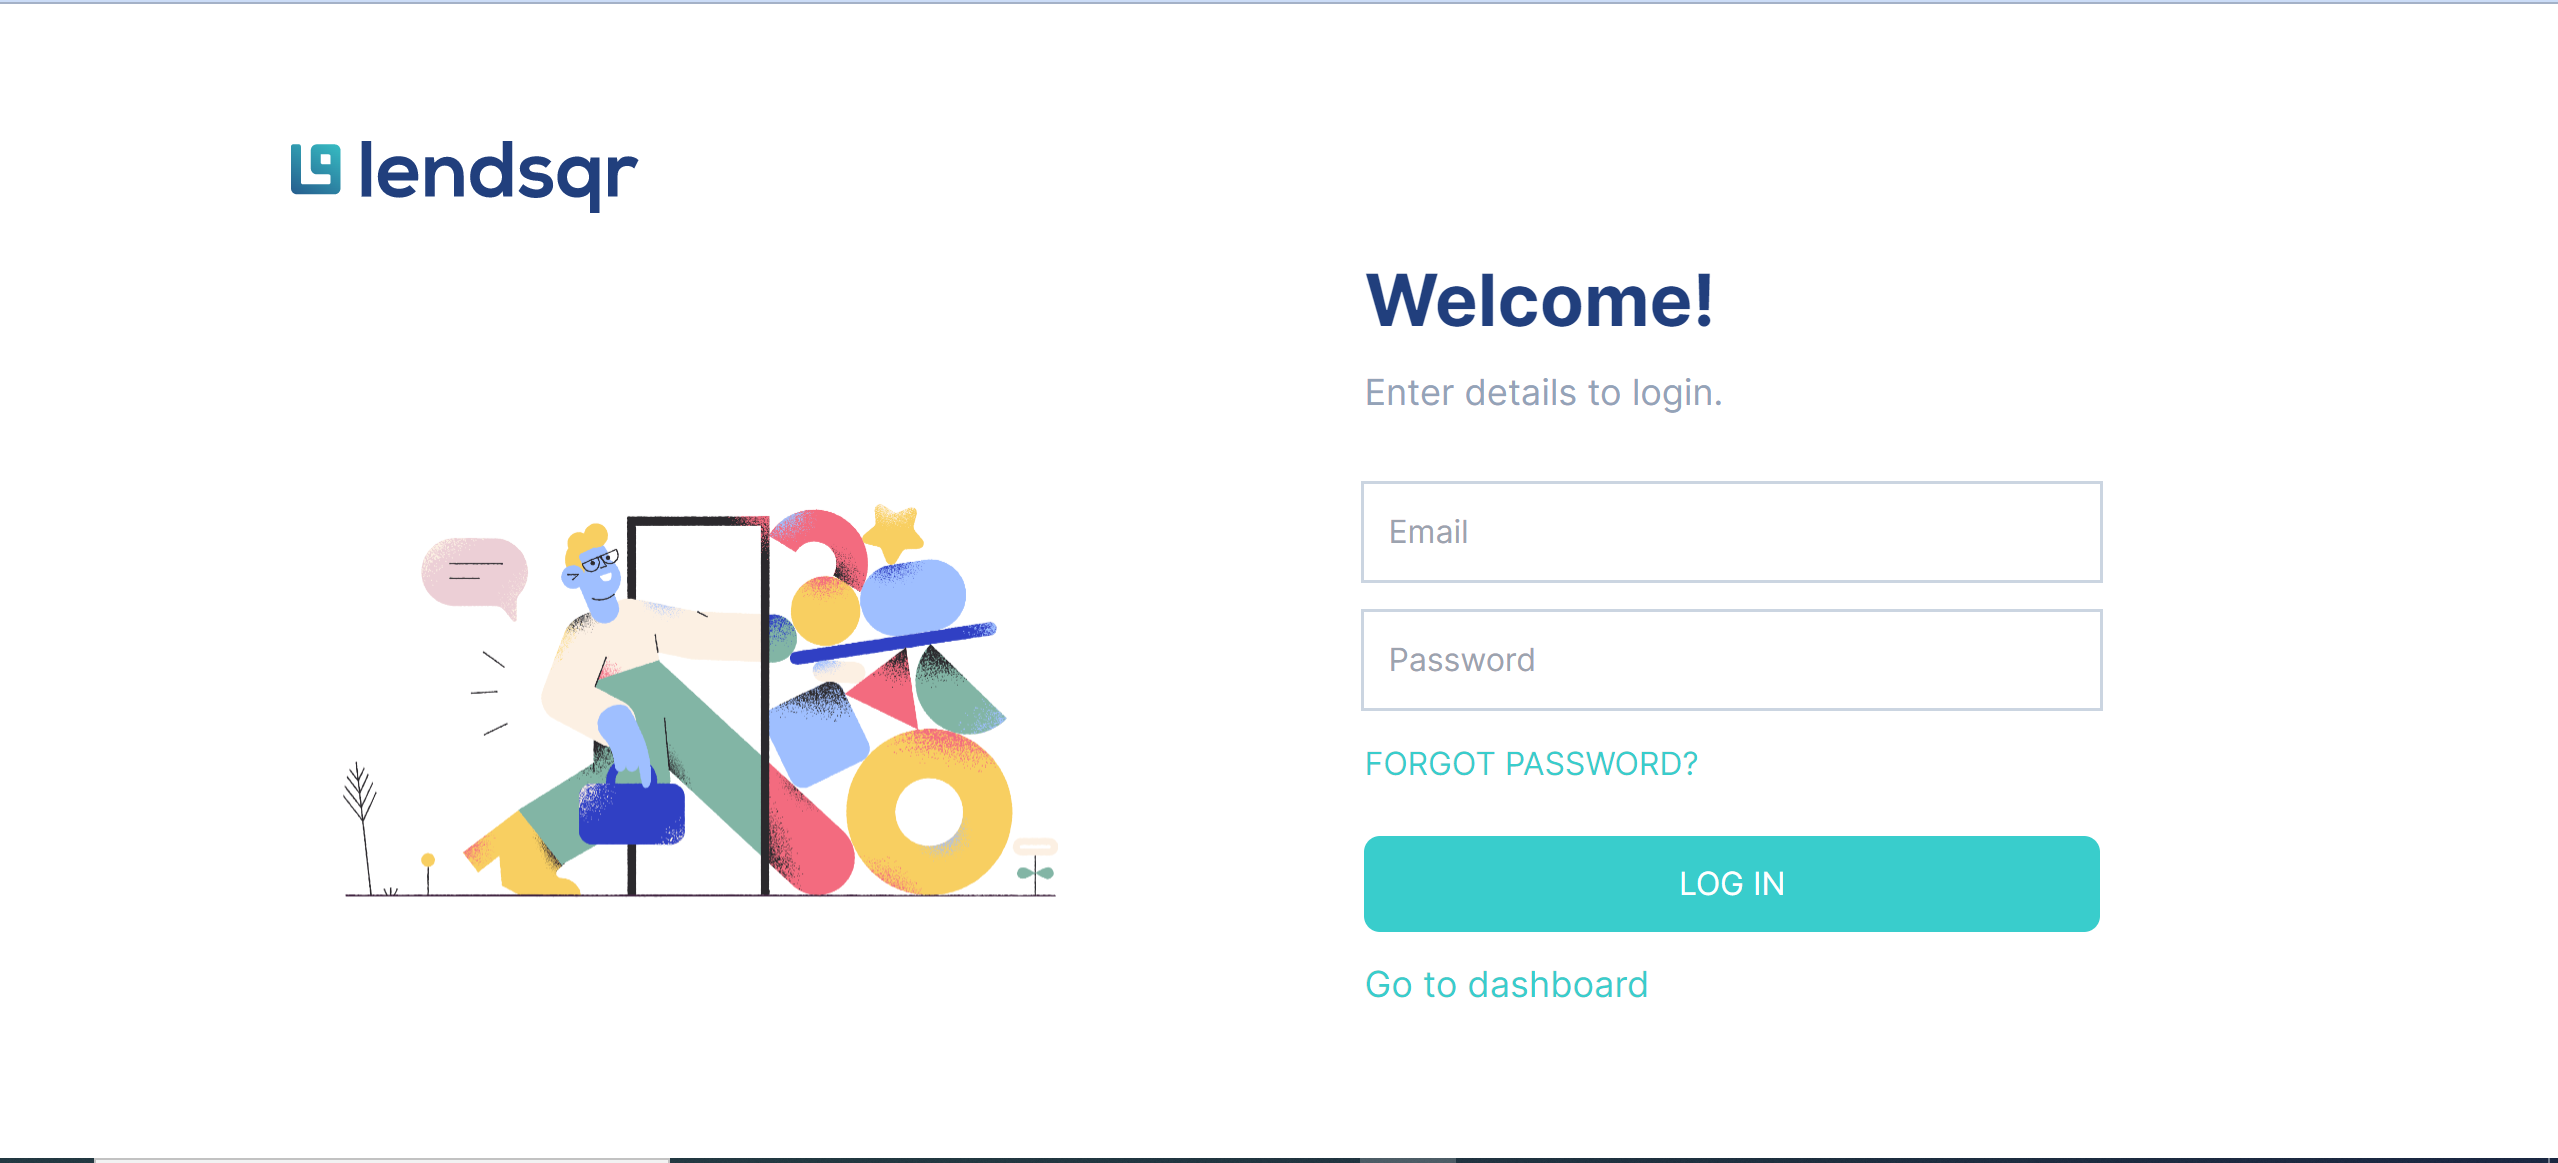 lendsqr
Welcome!
Enter details to login.
Email
Password
FORGOT PASSWORD?
LOG IN
Go to dashboard